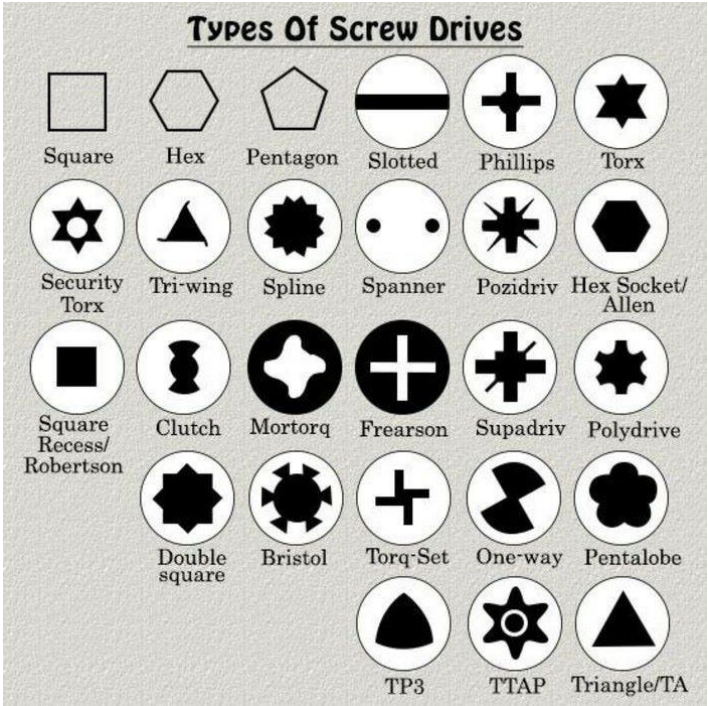 Types Of Screw Drives
Square
Hex
Pentagon
Slotted
Phillips
Torx
Security
Torx
Tri-wing
Spline
Spanner
Pozidriv
Hex Socket/
Allen
Square
Recess/
Robertson
Clutch
Mortorq
Frearson
Supadriv
Polydrive
Double
square
Bristol
Torq-Set
One-way
Pentalobe
TP3
TTAP
Triangle/TA